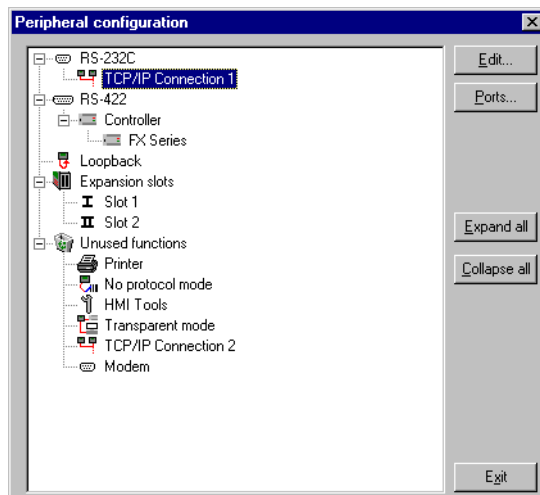 Peripheral configuration
RS-232C
TCP/IP Connection 1
RS-422
Controller
FX Series
Loopback
Expansion slots
I Slot 1
II Slot 2
Unused functions
Printer
No protocol mode
HMI Tools
Transparent mode
TCP/IP Connection 2
Modem
Edit...
Ports...
Expand all
Collapse all
Exit